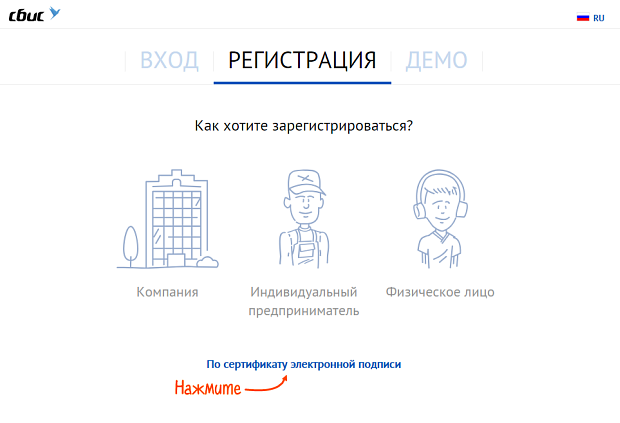 сбис
RU
ВХОД РЕГИСТРАЦИЯ ДЕМО
Как хотите зарегистрироваться?
Компания
Индивидуальный
предприниматель
Физическое лицо
По сертификату электронной подписи
Нажмите